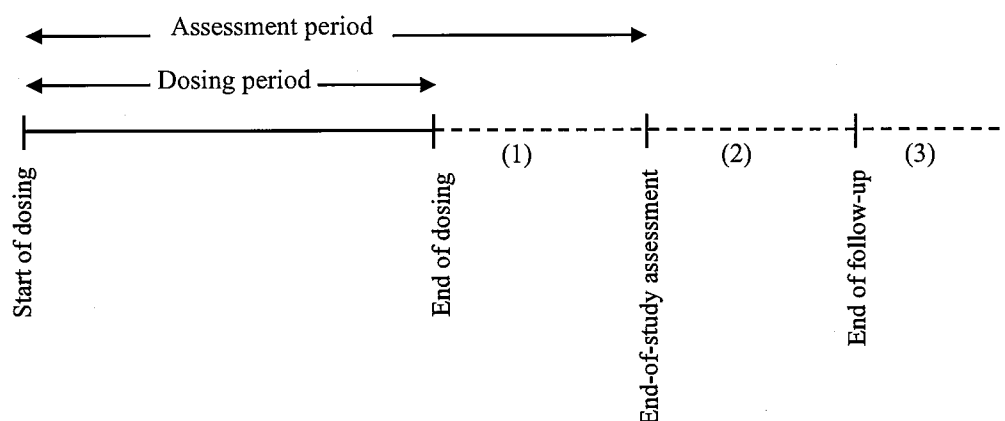 Assessment period
Dosing period
(1)
(2)
(3)
Start of dosing
End of dosing
End-of-study assessment
End of follow-up